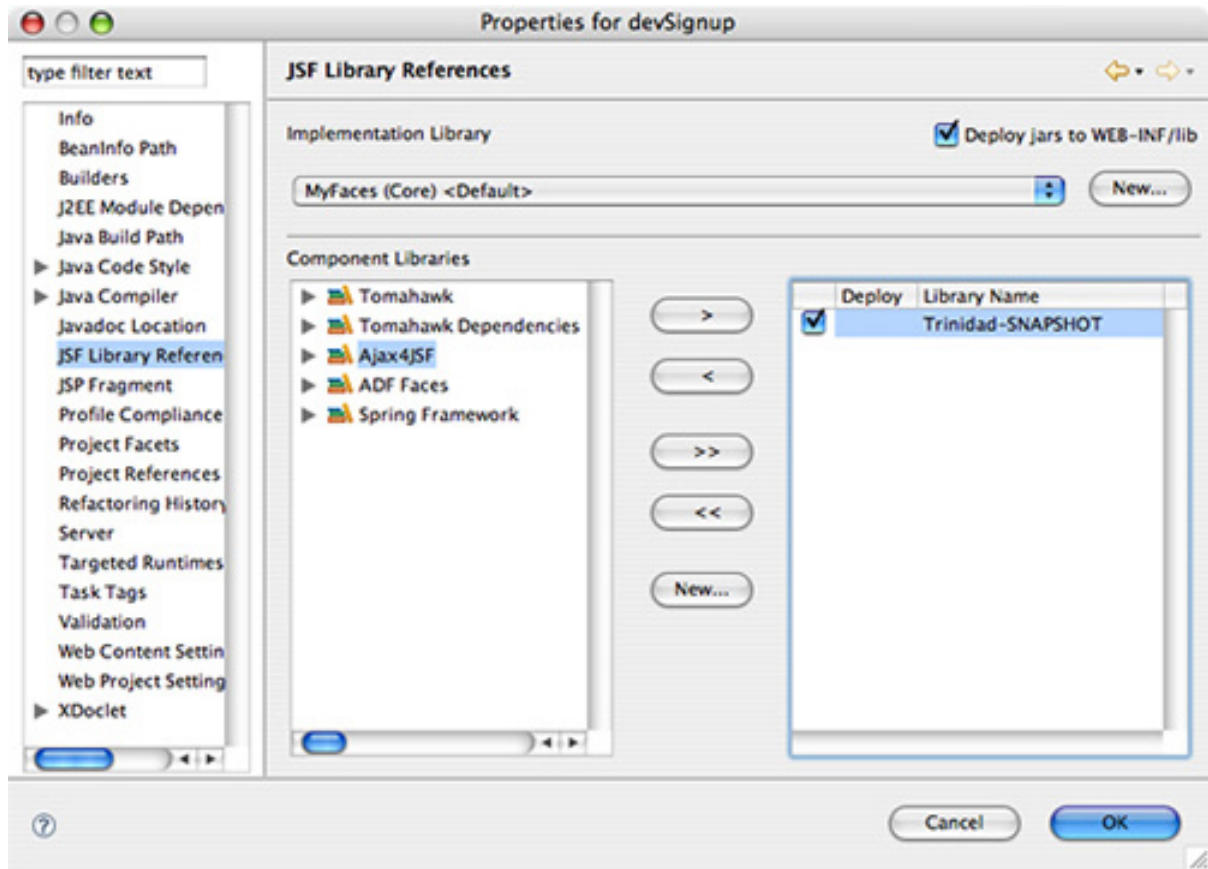 Properties for devSignup
type filter text
Info
BeanInfo Path
Builders
J2EE Module Depen
Java Build Path
Java Code Style
Java Compiler
Javadoc Location
JSF Library Referen
JSP Fragment
Profile Compliance
Project Facets
Project References
Refactoring History
Server
Targeted Runtimes
Task Tags
Validation
Web Content Settin
Web Project Setting
XDoclet
JSF Library References
Implementation Library
Deploy jars to WEB-INF/lib
MyFaces (Core) <Default>
New...
Component Libraries
Tomahawk
Tomahawk Dependencies
Ajax4JSF
ADF Faces
Spring Framework
>
<
>>
<<
New...
Deploy Library Name
Trinidad-SNAPSHOT
?
Cancel
OK